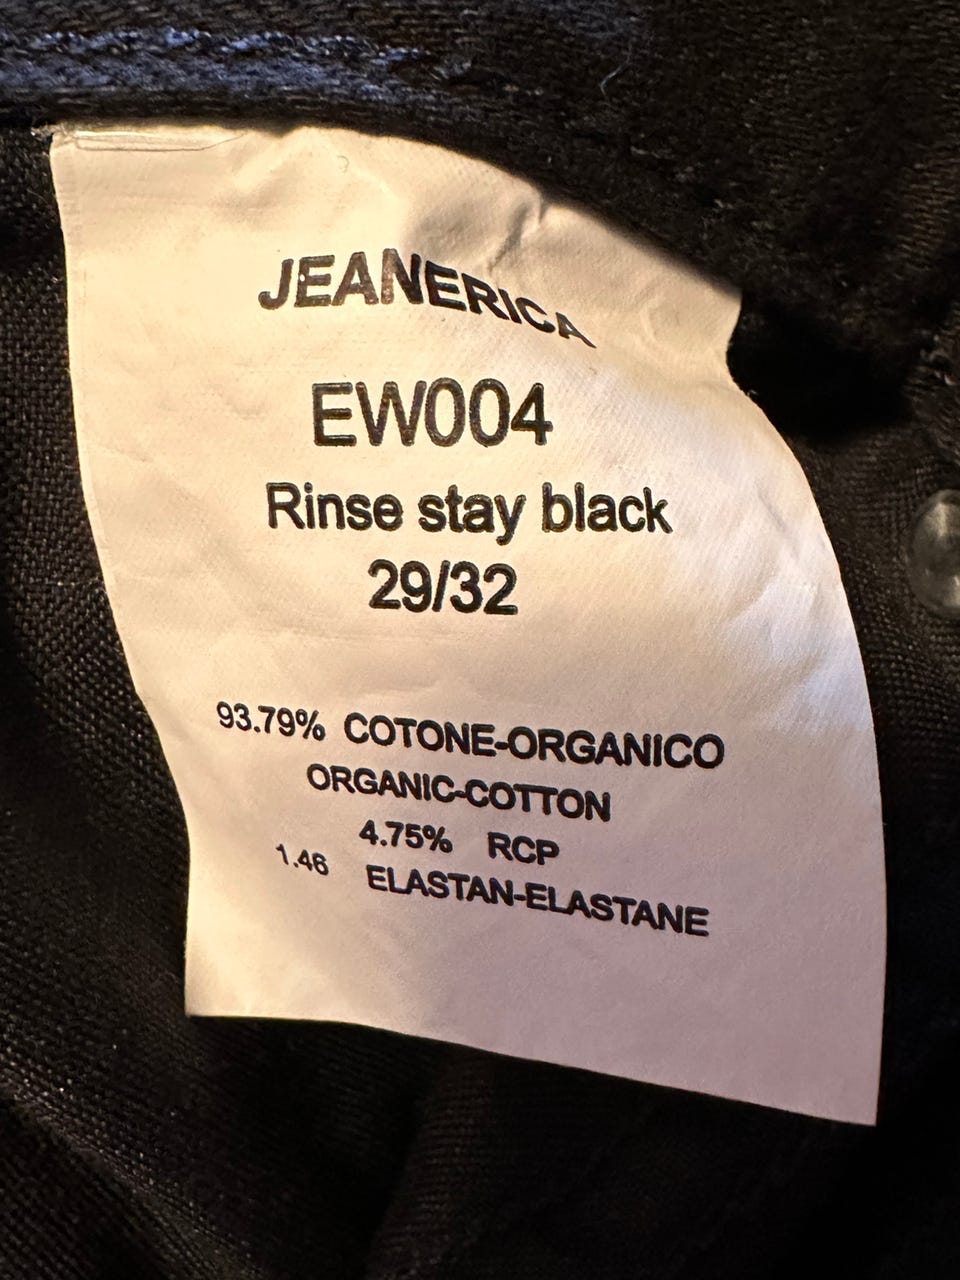 JEANERICA
EW004
Rinse stay black
29/32
93.79% COTONE-ORGANICO
ORGANIC-COTTON
4.75% RCP
1.46 ELASTAN-ELASTANE